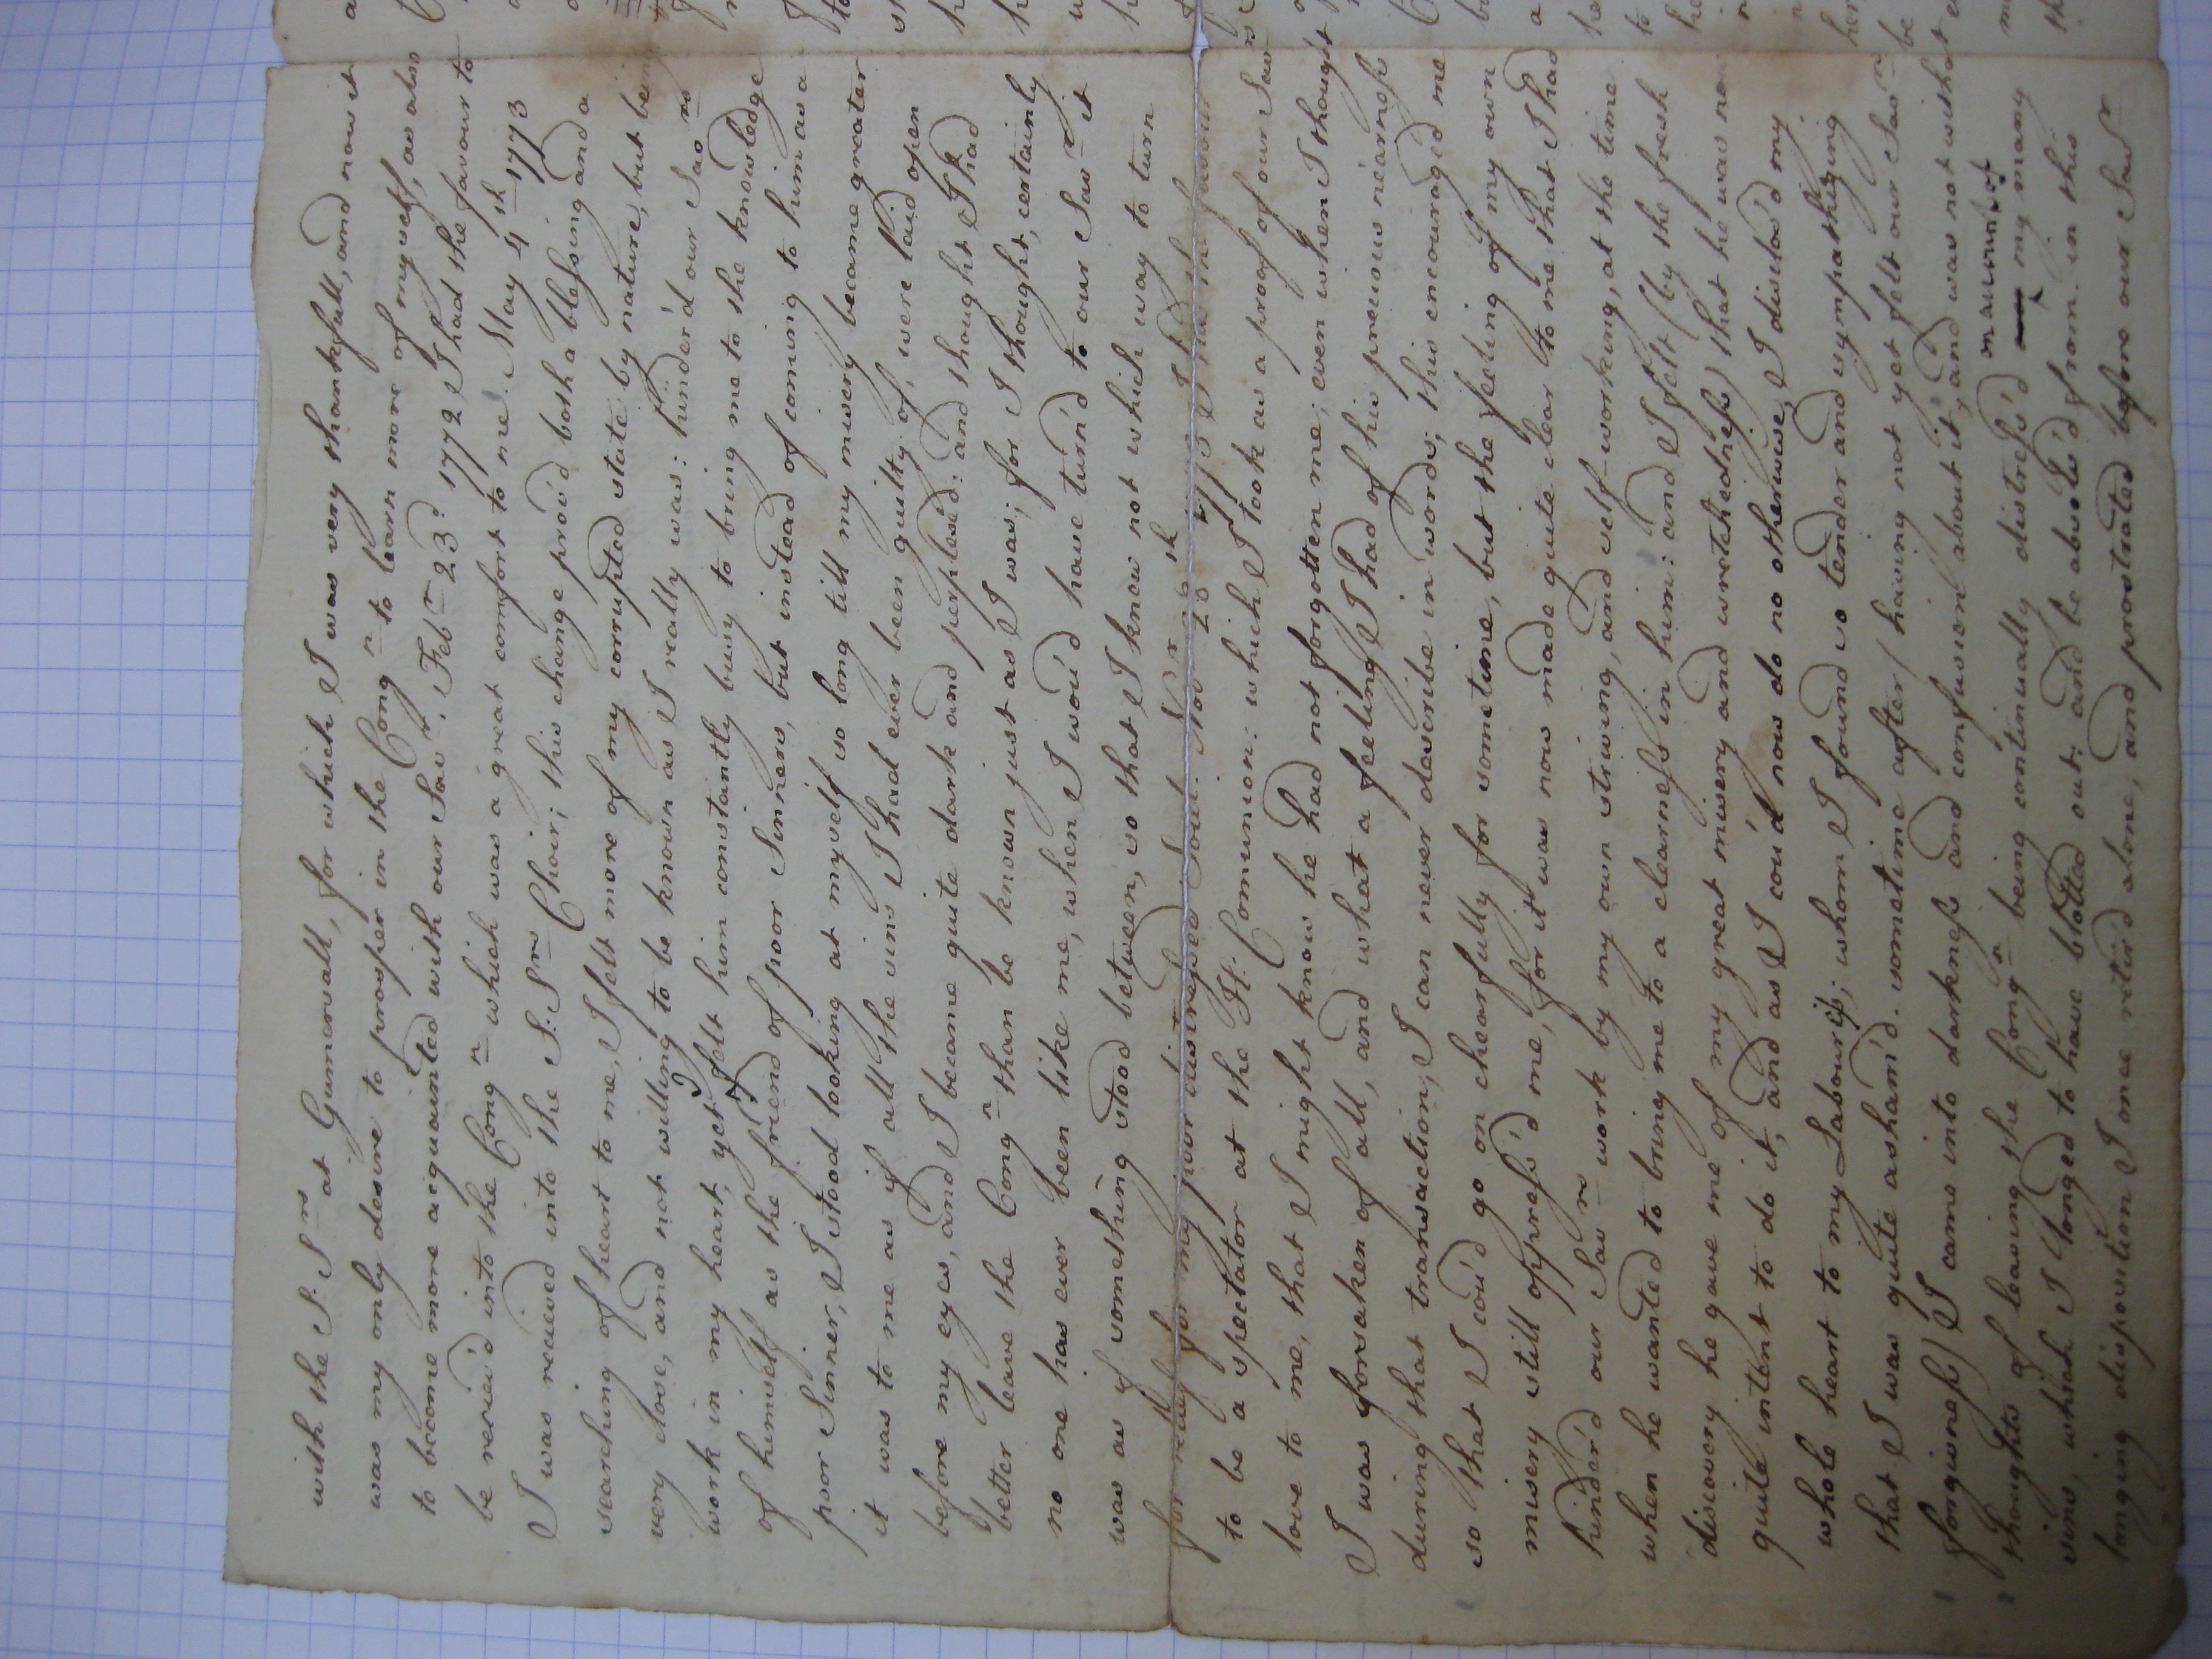 with the S: Srs at Gumersall, for which I was very thankfull, and now it
was my only desire to prosper in the Congn to learn more of myself, as also
to become more acquainted with our Savr. Febr 23d 1772 I had the favour to
be reciev'd into the Congn which was a great comfort to me. May 4th 1773
I was recieved into the S: Srs Choir; this change prov'd both a blessing and a
searching of heart to me, I felt more of my corrupted state by nature, but being
very close, and not willing to be known as I really was: hinder'd our Savrs
work in my heart, yet I felt him constantly busy to bring me to the knowledge
of himself as the friend of poor Sinners, but instead of coming to him as a
poor Sinner, I stood looking at myself so long till my misery became greater
it was to me as if all the sins I had ever been guilty of, were laid open
before my eyes, and I became quite dark and perplexed: and thought I had
better leave the Congn than be known just as I was; for I thought, certainly
no one has ever been like me, when I wou'd have turn'd to our Savr it
was as if something stood between, so that I knew not which way to turn
for relief for my poor distressed Soul. Novr 28th 1773 I had the favour
to be a spectator at the H: Comunion: which I took as a proof of our Savrs
love to me, that I might know he had not forgotten me; even when I thought
I was forsaken of all, and what a feeling I had of his precious nearness
during that transaction, I can never describe in words; this encouraged me
so that I cou'd go on chearfully for sometime, but the feeling of my own
misery still oppress'd me, for it was now made quite clear to me that I had
hinder'd our Savrs work by my own striving, and self-working, at the time
when he wanted to bring me to a clearness in him: and I felt (by the fresh
discovery he gave me of my great misery and wretchedness) that he was now
quite intent to do it, and as I cou'd now do no otherwise, I disclos'd my
whole heart to my Labouress; whom I found so tender and sympathizing
that I was quite asham'd. sometime after (having not yet felt our Savrs
forgivness) I came into darkness and confusion about it, and was not without
thoughts of leaving the Congn being continually distress'd on account of my many
sins, which I longed to have blotted out: and be absolv'd from. in this
longing disposition I once retir'd alone, and prostrated before our Savr